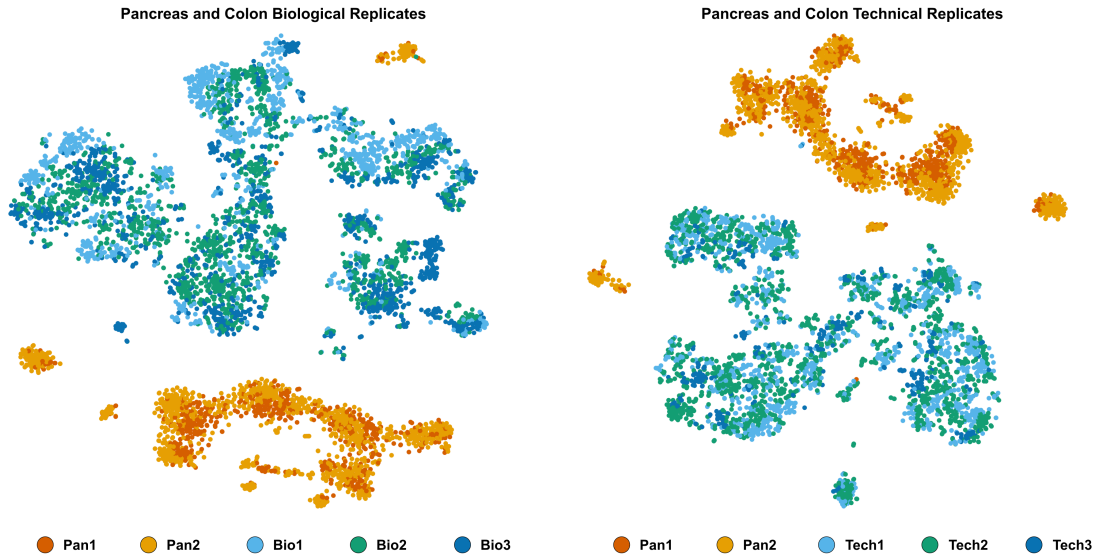 Pancreas and Colon Biological Replicates
Pancreas and Colon Technical Replicates
Pan1 Pan2 Bio1 Bio2 Bio3
Pan1 Pan2 Tech1 Tech2 Tech3